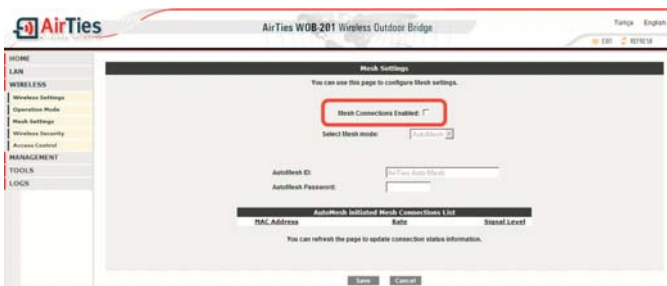 AirTies
AirTies WOB-201 Wireless Outdoor Bridge
Türkçe English
EXIT REFRESH
HOME
LAN
WIRELESS
Wireless Settings
Operation Mode
Mesh Settings
Wireless Security
Access Control
MANAGEMENT
TOOLS
LOGS
Mesh Settings
You can use this page to configure Mesh settings.
Mesh Connections Enabled:
Select Mesh mode: AutoMesh
AutoMesh ID: AirTies Auto Mesh
AutoMesh Password:
AutoMesh initiated Mesh Connections List
MAC Address Rate Signal Level
You can refresh the page to update connection status information.
Save Cancel